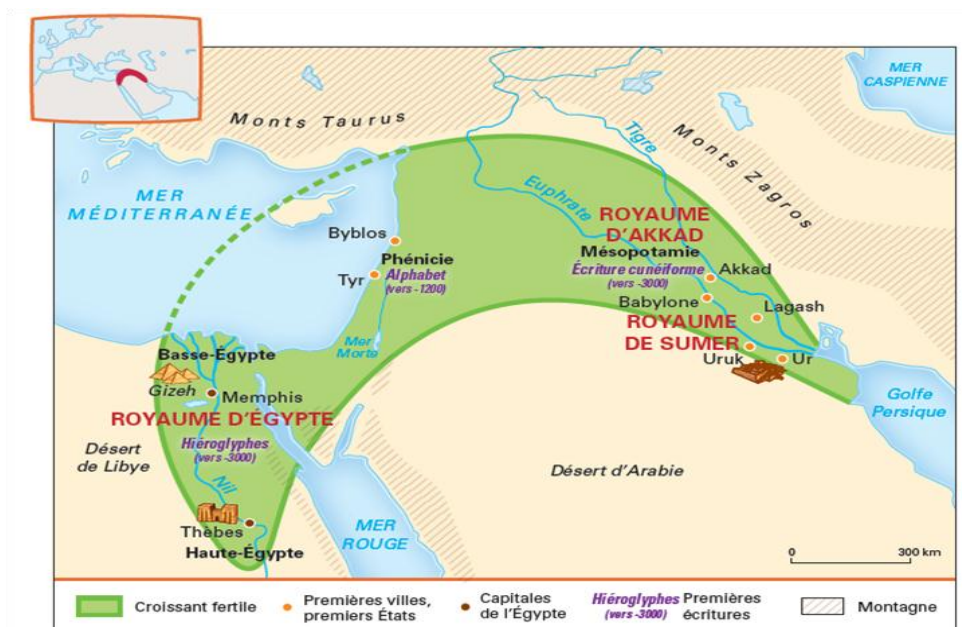 MER
CASPIENNE
Monts Taurus
Tigre
Monts Zagros
MER
MÉDITERRANÉE
Euphrate
ROYAUME
D'AKKAD
Mésopotamie
Écriture cunéiforme
(vers -3000)
Akkad
Byblos
Phénicie
Alphabet
(vers -1200)
Tyr
Babylone
Lagash
ROYAUME
DE SUMER
Uruk
Ur
Mer
Morte
Basse-Égypte
Gizeh
Memphis
ROYAUME D'ÉGYPTE
Hiéroglyphes
(vers -3000)
Golfe
Persique
Désert
de Libye
Désert d'Arabie
Nil
Thèbes
Haute-Égypte
MER
ROUGE
0 300 km
Croissant fertile
Premières villes,
premiers États
Capitales
de l'Égypte
Hiéroglyphes
(vers -3000)
Premières
écritures
Montagne